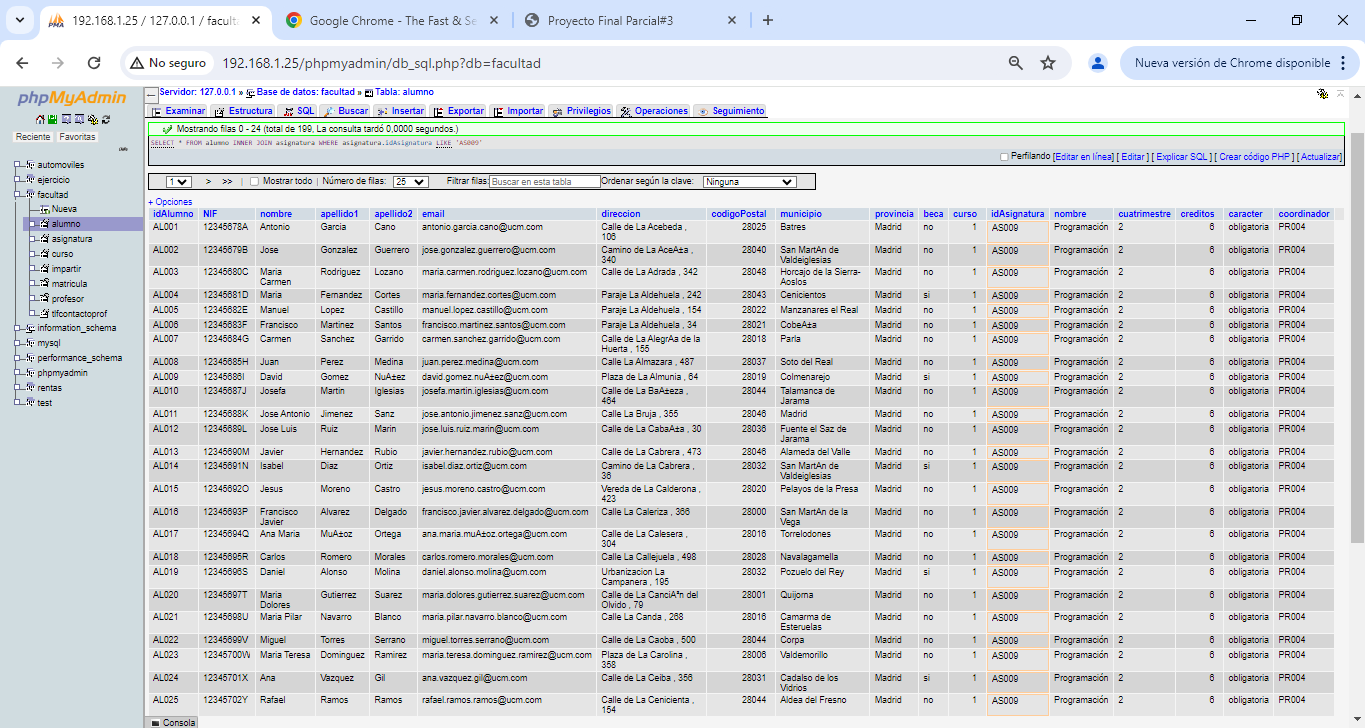 192.168.1.25 / 127.0.0.1 / facult
Google Chrome - The Fast & Se
Proyecto Final Parcial#3
No seguro
192.168.1.25/phpmyadmin/db_sql.php?db=facultad
Nueva versión de Chrome disponible
phpMyAdmin
Reciente Favoritas
automoviles
ejercicio
facultad
Nueva
alumno
asignatura
curso
impartir
matricula
profesor
tlfcontactoprof
information_schema
mysql
performance_schema
phpmyadmin
rentas
test
Servidor: 127.0.0.1 » Base de datos: facultad » Tabla: alumno
Examinar Estructura SQL Buscar Insertar Exportar Importar Privilegios Operaciones Seguimiento
Mostrando filas 0 - 24 (total de 199, La consulta tardó 0,0000 segundos.)
SELECT * FROM alumno INNER JOIN asignatura WHERE asignatura.idAsignatura LIKE 'AS009'
Perfilando [Editar en línea] [ Editar ] [ Explicar SQL ] [ Crear código PHP ] [ Actualizar]
1 > >> | Mostrar todo | Número de filas: 25 Filtrar filas: Buscar en esta tabla Ordenar según la clave: Ninguna
+ Opciones
idAlumno NIF nombre apellido1 apellido2 email direccion codigoPostal municipio provincia beca curso idAsignatura nombre cuatrimestre creditos caracter coordinador
AL001 12345678A Antonio Garcia Cano antonio.garcia.cano@ucm.com Calle de La Acebeda , 106 28025 Batres Madrid no 1 AS009 Programación 2 6 obligatoria PR004
AL002 12345679B Jose Gonzalez Guerrero jose.gonzalez.guerrero@ucm.com Camino de La AceA±a , 340 28040 San MartAn de Valdeiglesias Madrid no 1 AS009 Programación 2 6 obligatoria PR004
AL003 12345680C Maria Carmen Rodriguez Lozano maria.carmen.rodriguez.lozano@ucm.com Calle de La Adrada , 342 28048 Horcajo de la Sierra-Aoslos Madrid no 1 AS009 Programación 2 6 obligatoria PR004
AL004 12345681D Maria Fernandez Cortes maria.fernandez.cortes@ucm.com Paraje La Aldehuela , 242 28043 Cenicientos Madrid si 1 AS009 Programación 2 6 obligatoria PR004
AL005 12345682E Manuel Lopez Castillo manuel.lopez.castillo@ucm.com Paraje La Aldehuela , 154 28022 Manzanares el Real Madrid no 1 AS009 Programación 2 6 obligatoria PR004
AL006 12345683F Francisco Martinez Santos francisco.martinez.santos@ucm.com Paraje La Aldehuela , 34 28021 CobeA±a Madrid no 1 AS009 Programación 2 6 obligatoria PR004
AL007 12345684G Carmen Sanchez Garrido carmen.sanchez.garrido@ucm.com Calle de La AlegrAa de la Huerta , 155 28018 Parla Madrid no 1 AS009 Programación 2 6 obligatoria PR004
AL008 12345685H Juan Perez Medina juan.perez.medina@ucm.com Calle La Almazara , 487 28037 Soto del Real Madrid no 1 AS009 Programación 2 6 obligatoria PR004
AL009 12345686I David Gomez NuA±ez david.gomez.nuA±ez@ucm.com Plaza de La Almunia , 64 28019 Colmenarejo Madrid si 1 AS009 Programación 2 6 obligatoria PR004
AL010 12345687J Josefa Martin Iglesias josefa.martin.iglesias@ucm.com Calle de La BaA±eza , 464 28044 Talamanca de Jarama Madrid no 1 AS009 Programación 2 6 obligatoria PR004
AL011 12345688K Jose Antonio Jimenez Sanz jose.antonio.jimenez.sanz@ucm.com Calle La Bruja , 355 28046 Madrid Madrid no 1 AS009 Programación 2 6 obligatoria PR004
AL012 12345689L Jose Luis Ruiz Marin jose.luis.ruiz.marin@ucm.com Calle de La CabaA±a , 30 28036 Fuente el Saz de Jarama Madrid no 1 AS009 Programación 2 6 obligatoria PR004
AL013 12345690M Javier Hernandez Rubio javier.hernandez.rubio@ucm.com Calle de La Cabrera , 473 28046 Alameda del Valle Madrid no 1 AS009 Programación 2 6 obligatoria PR004
AL014 12345691N Isabel Diaz Ortiz isabel.diaz.ortiz@ucm.com Camino de La Cabrera , 36 28032 San MartAn de Valdeiglesias Madrid si 1 AS009 Programación 2 6 obligatoria PR004
AL015 12345692O Jesus Moreno Castro jesus.moreno.castro@ucm.com Vereda de La Calderona , 423 28020 Pelayos de la Presa Madrid no 1 AS009 Programación 2 6 obligatoria PR004
AL016 12345693P Francisco Javier Alvarez Delgado francisco.javier.alvarez.delgado@ucm.com Calle La Caleriza , 366 28000 San MartAn de la Vega Madrid no 1 AS009 Programación 2 6 obligatoria PR004
AL017 12345694Q Ana Maria MuA±oz Ortega ana.maria.muA±oz.ortega@ucm.com Calle de La Calesera , 304 28016 Torrelodones Madrid no 1 AS009 Programación 2 6 obligatoria PR004
AL018 12345695R Carlos Romero Morales carlos.romero.morales@ucm.com Calle La Callejuela , 498 28028 Navalagamella Madrid no 1 AS009 Programación 2 6 obligatoria PR004
AL019 12345696S Daniel Alonso Molina daniel.alonso.molina@ucm.com Urbanizacion La Campanera , 195 28032 Pozuelo del Rey Madrid si 1 AS009 Programación 2 6 obligatoria PR004
AL020 12345697T Maria Dolores Gutierrez Suarez maria.dolores.gutierrez.suarez@ucm.com Calle de La CanciA³n del Olvido , 79 28001 Quijorna Madrid no 1 AS009 Programación 2 6 obligatoria PR004
AL021 12345698U Maria Pilar Navarro Blanco maria.pilar.navarro.blanco@ucm.com Calle La Canda , 268 28016 Camarma de Esteruelas Madrid no 1 AS009 Programación 2 6 obligatoria PR004
AL022 12345699V Miguel Torres Serrano miguel.torres.serrano@ucm.com Calle de La Caoba , 500 28044 Corpa Madrid no 1 AS009 Programación 2 6 obligatoria PR004
AL023 12345700W Maria Teresa Dominguez Ramirez maria.teresa.dominguez.ramirez@ucm.com Plaza de La Carolina , 358 28006 Valdemorillo Madrid no 1 AS009 Programación 2 6 obligatoria PR004
AL024 12345701X Ana Vazquez Gil ana.vazquez.gil@ucm.com Calle de La Ceiba , 356 28031 Cadalso de los Vidrios Madrid si 1 AS009 Programación 2 6 obligatoria PR004
AL025 12345702Y Rafael Ramos Ramos rafael.ramos.ramos@ucm.com Calle de La Cenicienta , 154 28044 Aldea del Fresno Madrid no 1 AS009 Programación 2 6 obligatoria PR004
Consola